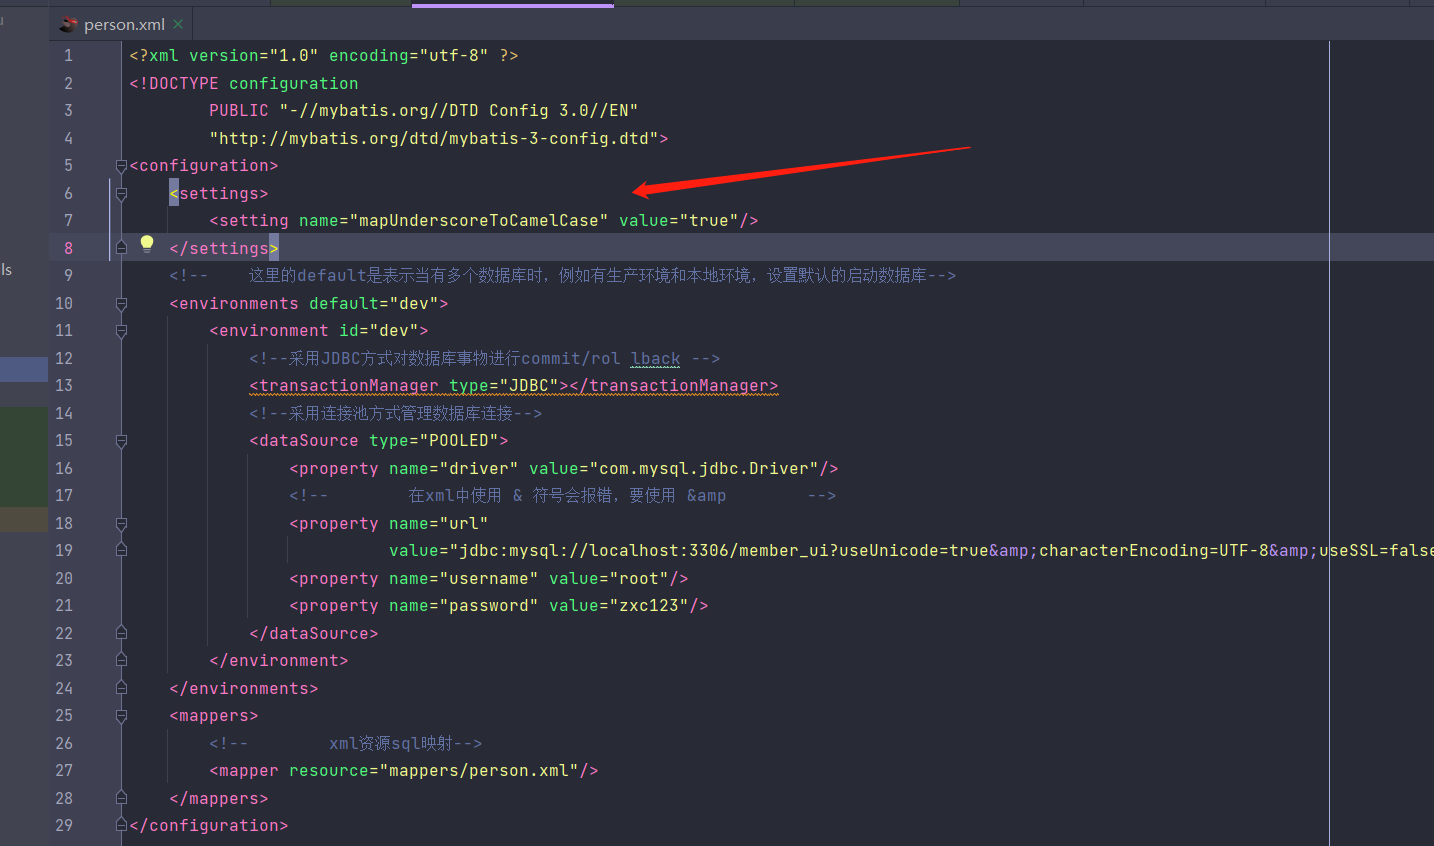 person.xml
1 <?xml version="1.0" encoding="utf-8" ?>
2 <!DOCTYPE configuration
3 PUBLIC "-//mybatis.org//DTD Config 3.0//EN"
4 "http://mybatis.org/dtd/mybatis-3-config.dtd">
5 <configuration>
6 <settings>
7 <setting name="mapUnderscoreToCamelCase" value="true"/>
8 </settings>
9 <!-- 这里的default是表示当有多个数据库时，例如有生产环境和本地环境，设置默认的启动数据库-->
10 <environments default="dev">
11 <environment id="dev">
ls
12 <!--采用JDBC方式对数据库事物进行commit/rol lback -->
13 <transactionManager type="JDBC"></transactionManager>
14 <!--采用连接池方式管理数据库连接-->
15 <dataSource type="POOLED">
16 <property name="driver" value="com.mysql.jdbc.Driver"/>
17 <!-- 在xml中使用 & 符号会报错，要使用 &amp -->
18 <property name="url"
19 value="jdbc:mysql://localhost:3306/member_ui?useUnicode=true&amp;characterEncoding=UTF-8&amp;useSSL=false
20 <property name="username" value="root"/>
21 <property name="password" value="zxc123"/>
22 </dataSource>
23 </environment>
24 </environments>
25 <mappers>
26 <!-- xml资源sql映射-->
27 <mapper resource="mappers/person.xml"/>
28 </mappers>
29 </configuration>